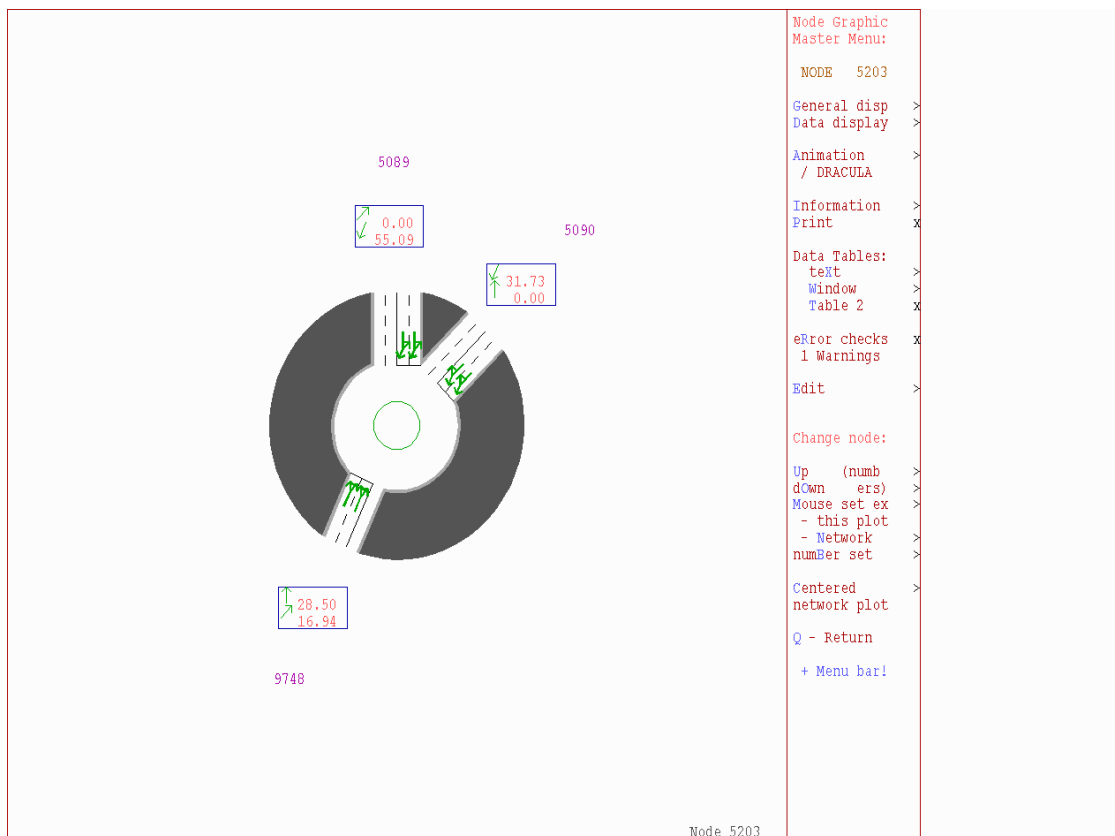 5089
0.00
55.09
5090
31.73
0.00
28.50
16.94
9748
Node 5203
Node Graphic
Master Menu:
NODE 5203
General disp >
Data display >
Animation >
/ DRACULA
Information >
Print x
Data Tables:
teXt >
Window >
Table 2 x
eRror checks x
1 Warnings
Edit >
Change node:
Up (numb >
dOwn ers) >
Mouse set ex >
- this plot
- Network >
numBer set >
Centered >
network plot
Q - Return
+ Menu bar!